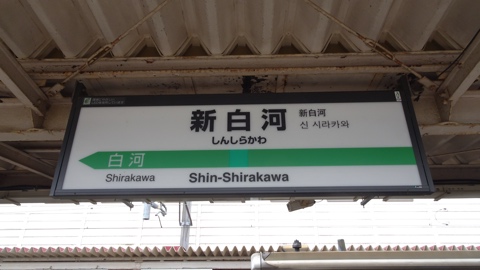 新白河
しんしらかわ
新白河
신 시라카와
白河
Shirakawa
Shin-Shirakawa